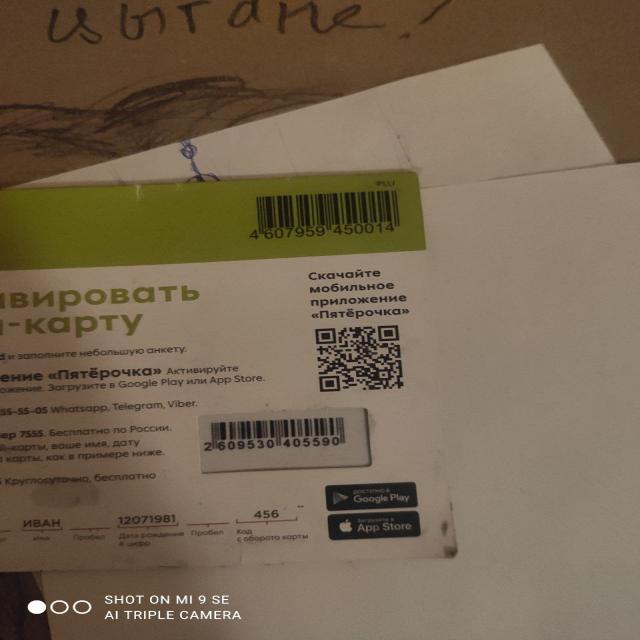 цыгане!
PLU
4 607959 450014
ивировать
-карту
Скачайте
мобильное
приложение
«Пятёрочка»
и заполните небольшую анкету.
ение «Пятёрочка» Активируйте
ожение. Загрузите в Google Play или App Store.
55-55-05 Whatsapp, Telegram, Viber.
ер 7555. Бесплатно по России.
й-карты, ваше имя, дату
карты, как в примере ниже.
Круглосуточно, бесплатно
2 609530 405590
ИВАН 12071981 456
Имя Пробел Дата рождения Пробел Код
8 цифр с оборота карты
ДОСТУПНО В
Google Play
Загрузите в
App Store
SHOT ON MI 9 SE
AI TRIPLE CAMERA